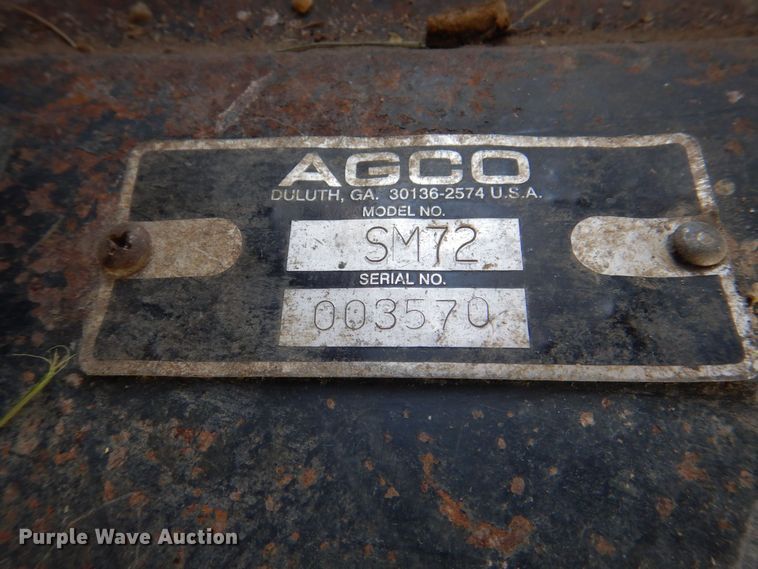 AGCO
DULUTH, GA. 30136-2574 U.S.A.
MODEL NO.
SM72
SERIAL NO.
003570
Purple Wave Auction